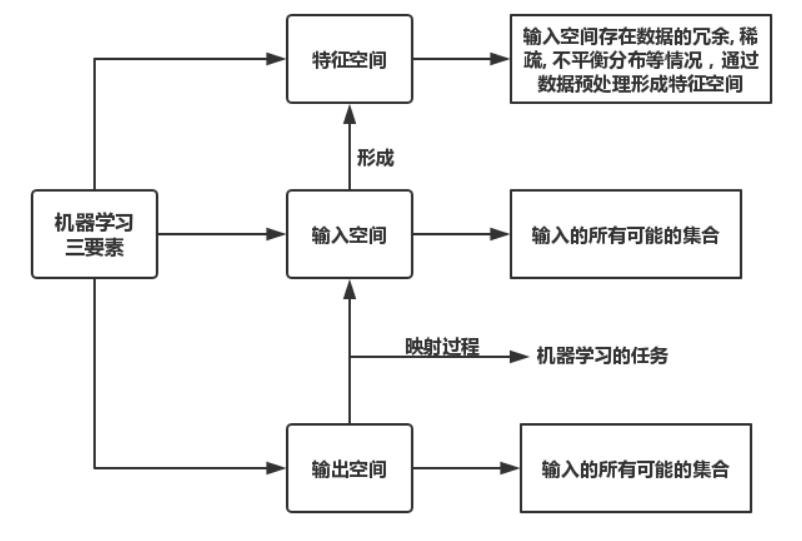 特征空间
输入空间存在数据的冗余, 稀
疏, 不平衡分布等情况，通过
数据预处理形成特征空间
形成
机器学习
三要素
输入空间
输入的所有可能的集合
映射过程
机器学习的任务
输出空间
输入的所有可能的集合